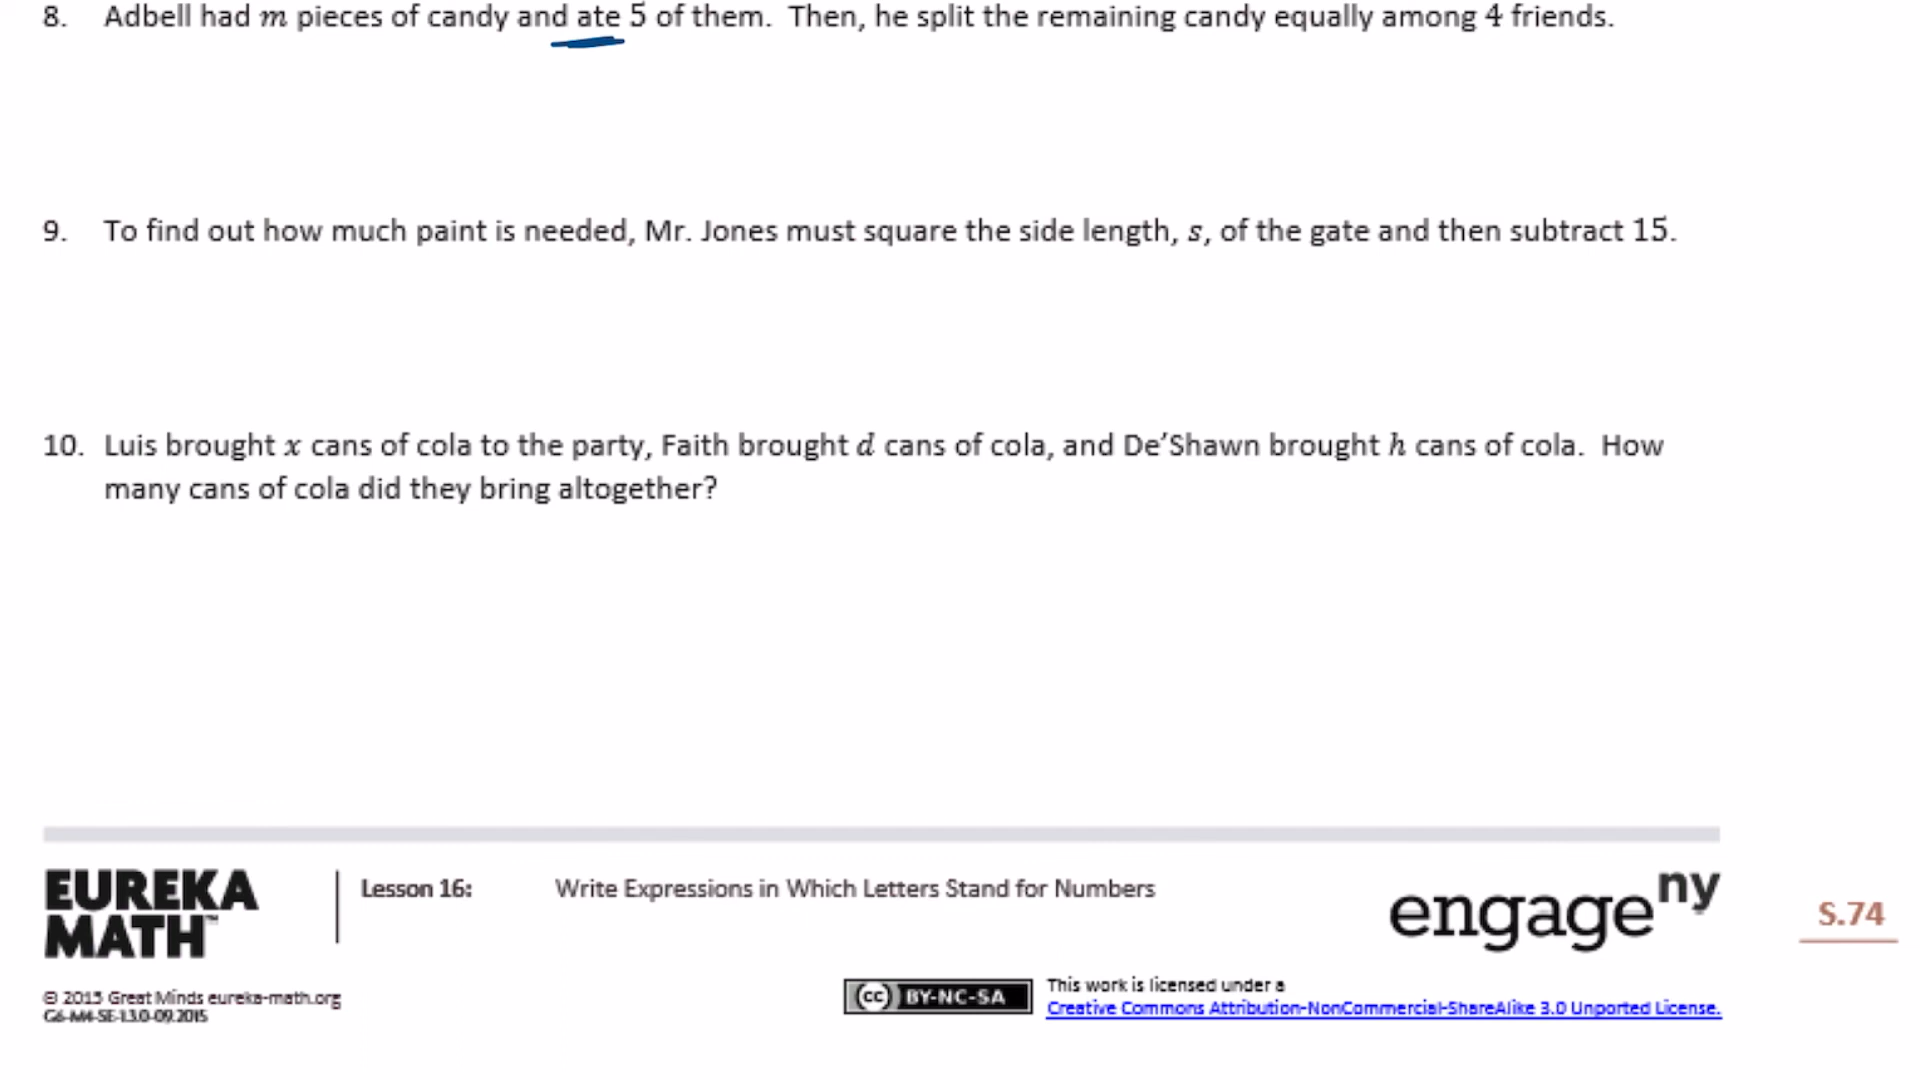 8. Adbell had m pieces of candy and ate 5 of them. Then, he split the remaining candy equally among 4 friends.
9. To find out how much paint is needed, Mr. Jones must square the side length, s, of the gate and then subtract 15.
10. Luis brought x cans of cola to the party, Faith brought d cans of cola, and De’Shawn brought h cans of cola. How
many cans of cola did they bring altogether?
EUREKA
MATH™
Lesson 16: Write Expressions in Which Letters Stand for Numbers
engage ny
S.74
© 2015 Great Minds eureka-math.org
G6-M4-SE-1.3.0-09.2015
cc BY-NC-SA
This work is licensed under a
Creative Commons Attribution-NonCommercial-ShareAlike 3.0 Unported License.